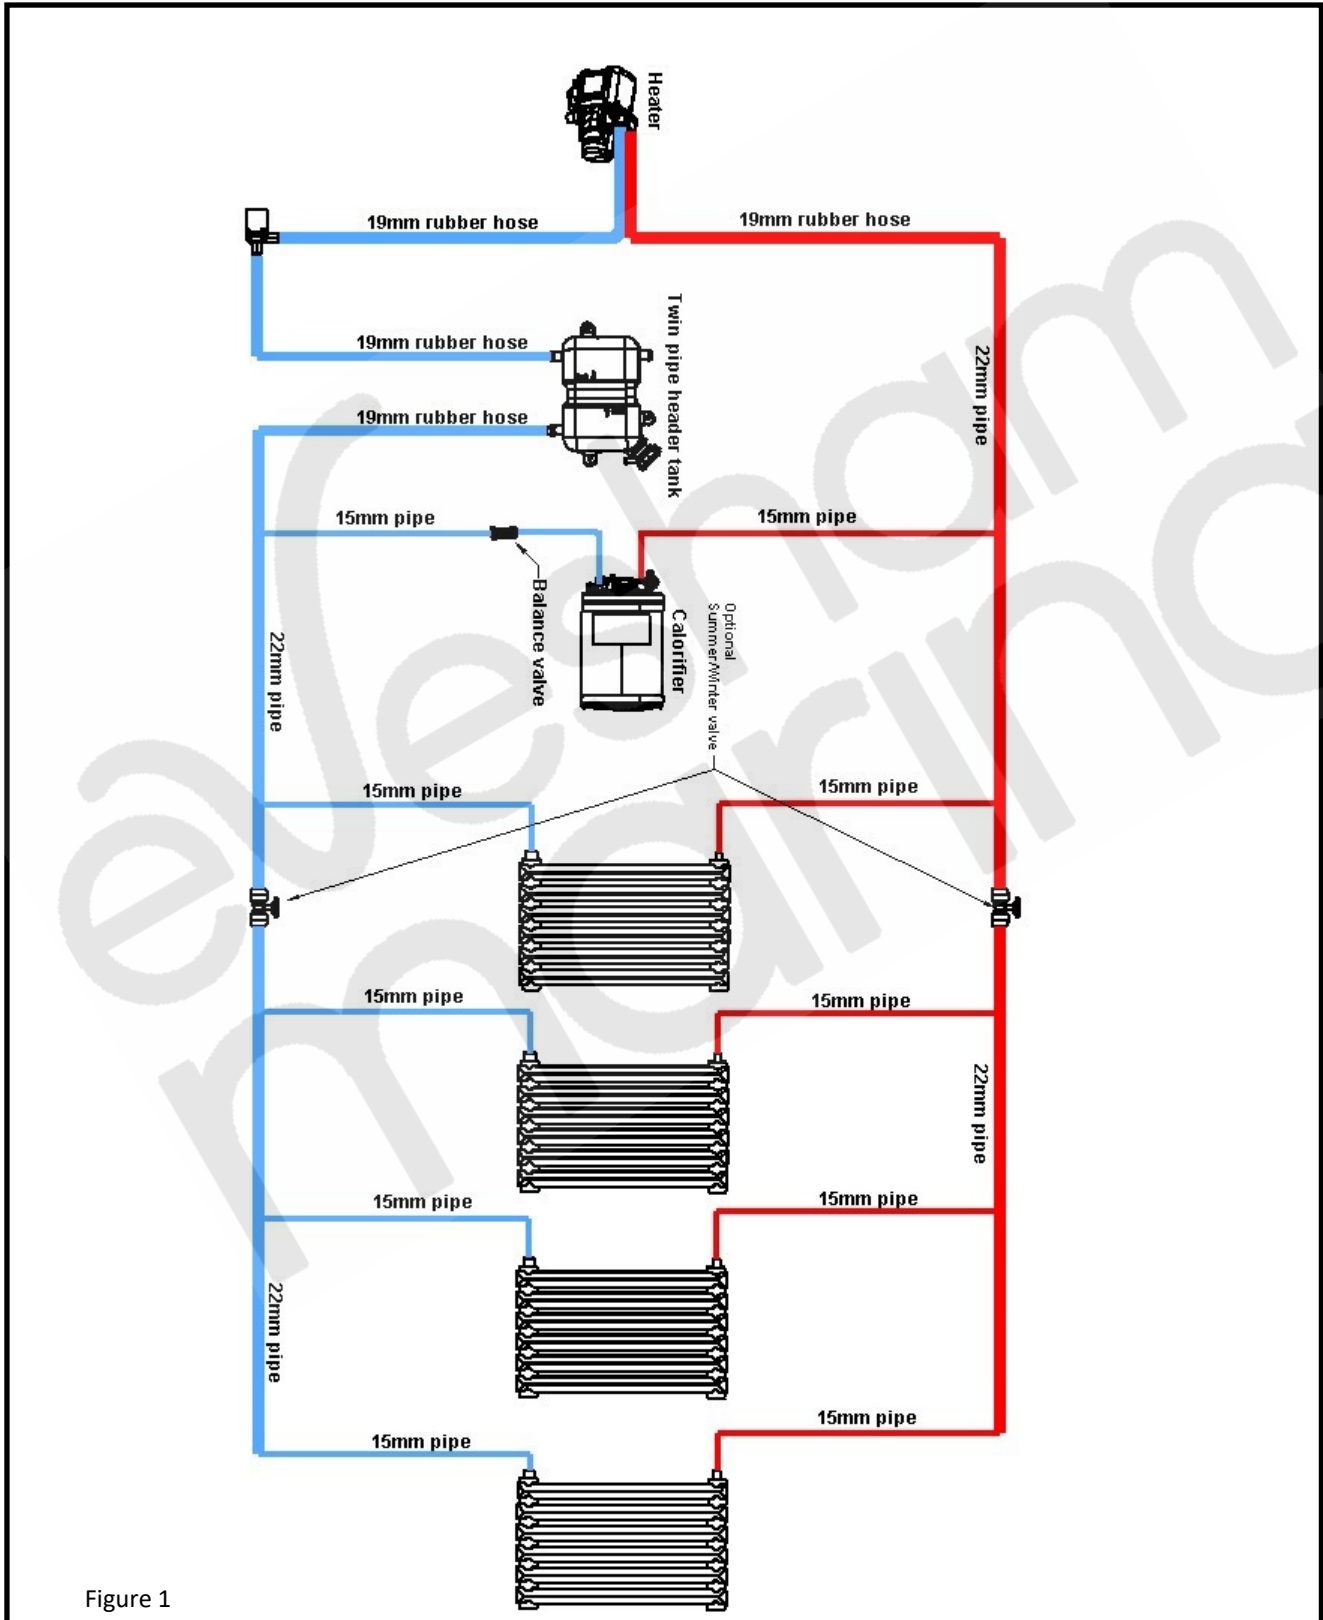 Heater
19mm rubber hose
19mm rubber hose
Twin pipe header tank
19mm rubber hose
22mm pipe
19mm rubber hose
15mm pipe
15mm pipe
Balance valve
Calorifier
Optional
Summer/Winter valve
22mm pipe
15mm pipe
15mm pipe
15mm pipe
15mm pipe
22mm pipe
15mm pipe
15mm pipe
22mm pipe
15mm pipe
15mm pipe
Figure 1
evesham
marina